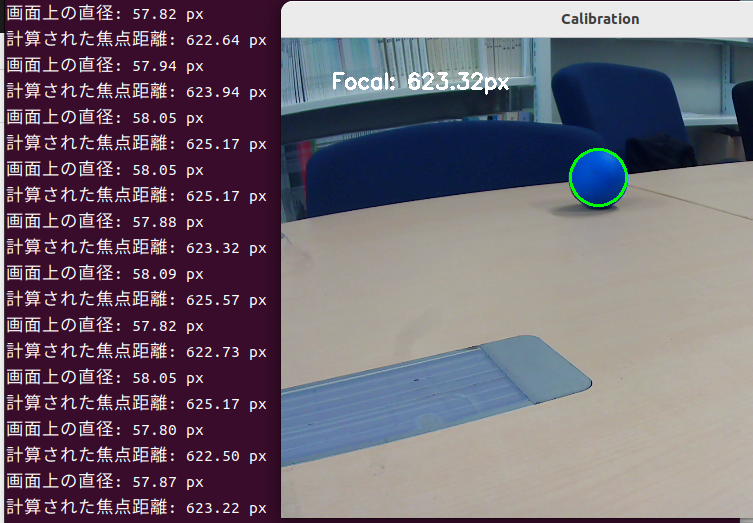 画面上の直径: 57.82 px
計算された焦点距離: 622.64 px
画面上の直径: 57.94 px
計算された焦点距離: 623.94 px
画面上の直径: 58.05 px
計算された焦点距離: 625.17 px
画面上の直径: 58.05 px
計算された焦点距離: 625.17 px
画面上の直径: 57.88 px
計算された焦点距離: 623.32 px
画面上の直径: 58.09 px
計算された焦点距離: 625.57 px
画面上の直径: 57.82 px
計算された焦点距離: 622.73 px
画面上の直径: 58.05 px
計算された焦点距離: 625.17 px
画面上の直径: 57.80 px
計算された焦点距離: 622.50 px
画面上の直径: 57.87 px
計算された焦点距離: 623.22 px
Calibration
Focal: 623.32px